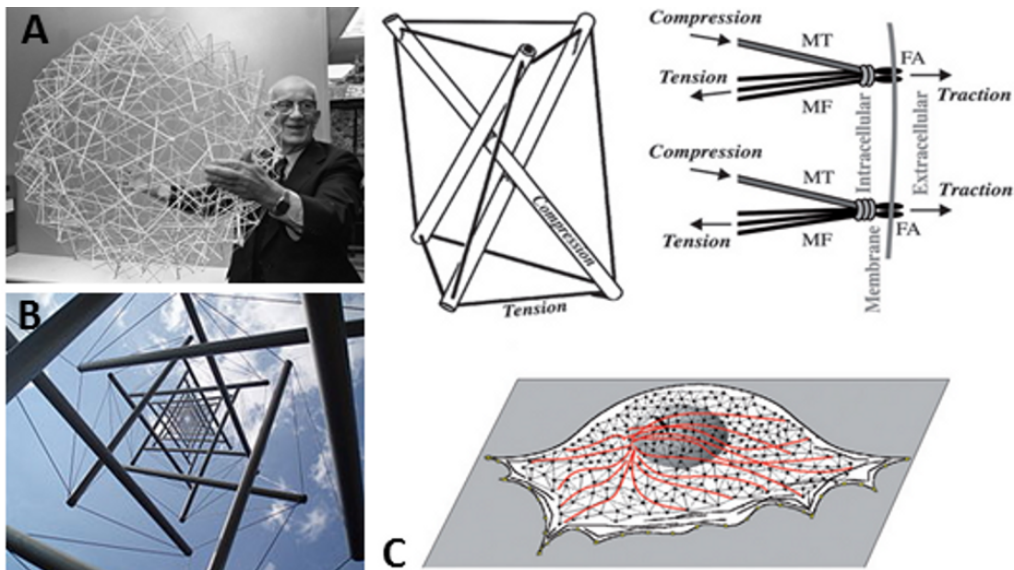 A
Compression
Tension
Compression
MT
Tension
MF
FA
Traction
Compression
MT
Tension
MF
FA
Traction
Intracellular
Extracellular
Membrane
B
C